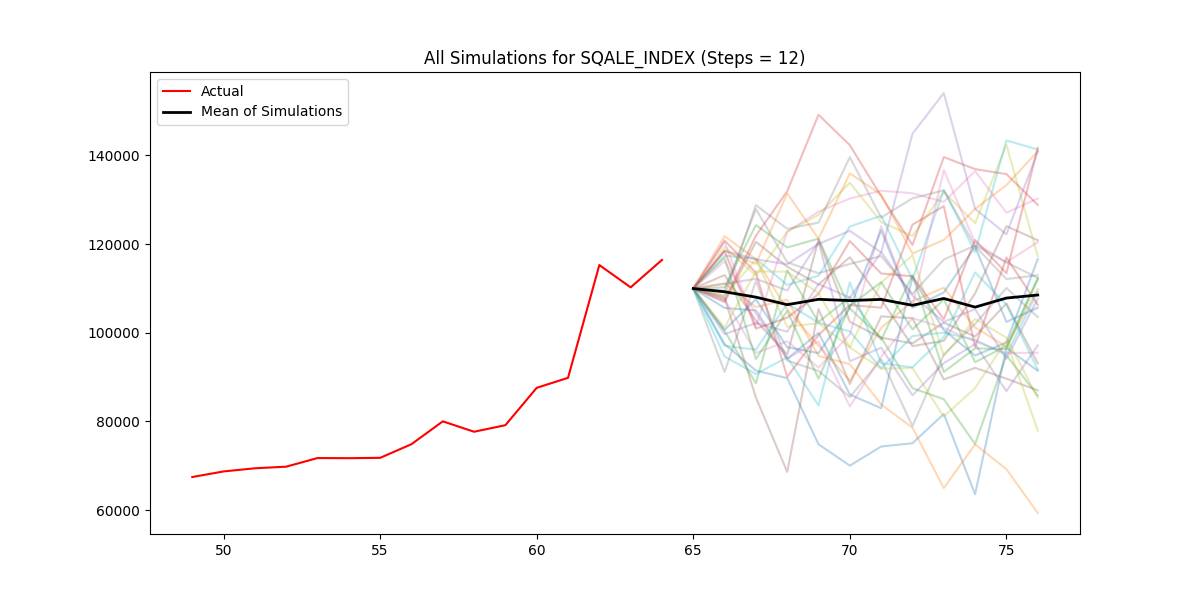 All Simulations for SQALE_INDEX (Steps = 12)
Actual
Mean of Simulations
140000
120000
100000
80000
60000
50 55 60 65 70 75